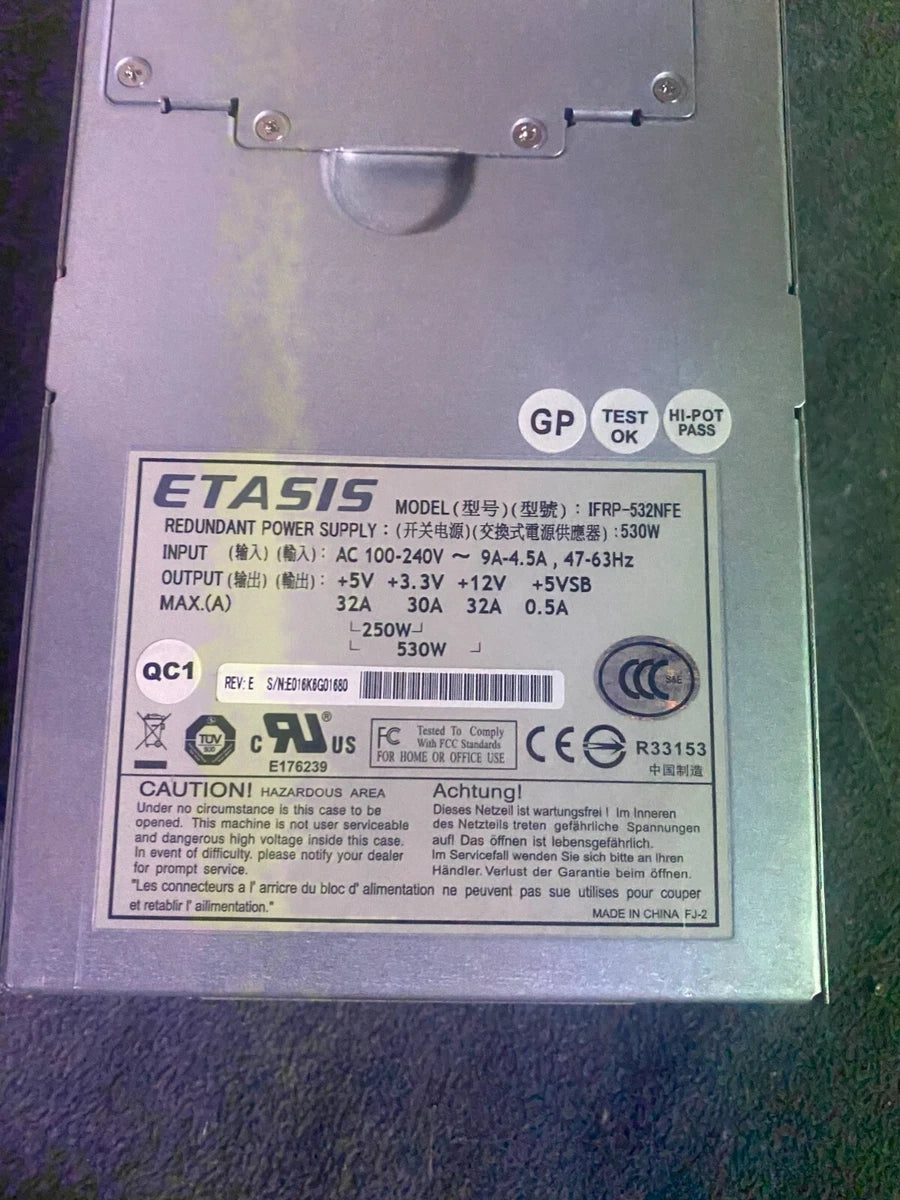 GP
TEST
OK
HI-POT
PASS
ETASIS
MODEL(型号)(型號): IFRP-532NFE
REDUNDANT POWER SUPPLY: (开关电源)(交換式電源供應器):530W
INPUT (输入) (輸入): AC 100-240V ~ 9A-4.5A , 47-63Hz
OUTPUT(输出) (輸出): +5V +3.3V +12V +5VSB
MAX.(A) 32A 30A 32A 0.5A
250W
530W
QC1
REV: E S/N:E016K6G01680
CCC
S&E
TÜV
SÜD
C RU ® US
E176239
FC
Tested To Comply
With FCC Standards
FOR HOME OR OFFICE USE
CE
R33153
中国制造
CAUTION! HAZARDOUS AREA
Under no circumstance is this case to be
opened. This machine is not user serviceable
and dangerous high voltage inside this case.
In event of difficulty. please notify your dealer
for prompt service.
Achtung!
Dieses Netzeil ist wartungsfrei ! Im Inneren
des Netzteils treten gefährliche Spannungen
auf! Das öffnen ist lebensgefährlich.
Im Servicefall wenden Sie sich bitte an Ihren
Händler. Verlust der Garantie beim öffnen.
"Les connecteurs a l' arricre du bloc d' alimentation ne peuvent pas sue utilises pour couper
et retablir l' ailimentation."
MADE IN CHINA FJ-2